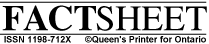 FACTSHEET
ISSN 1198-712X ©Queen's Printer for Ontario